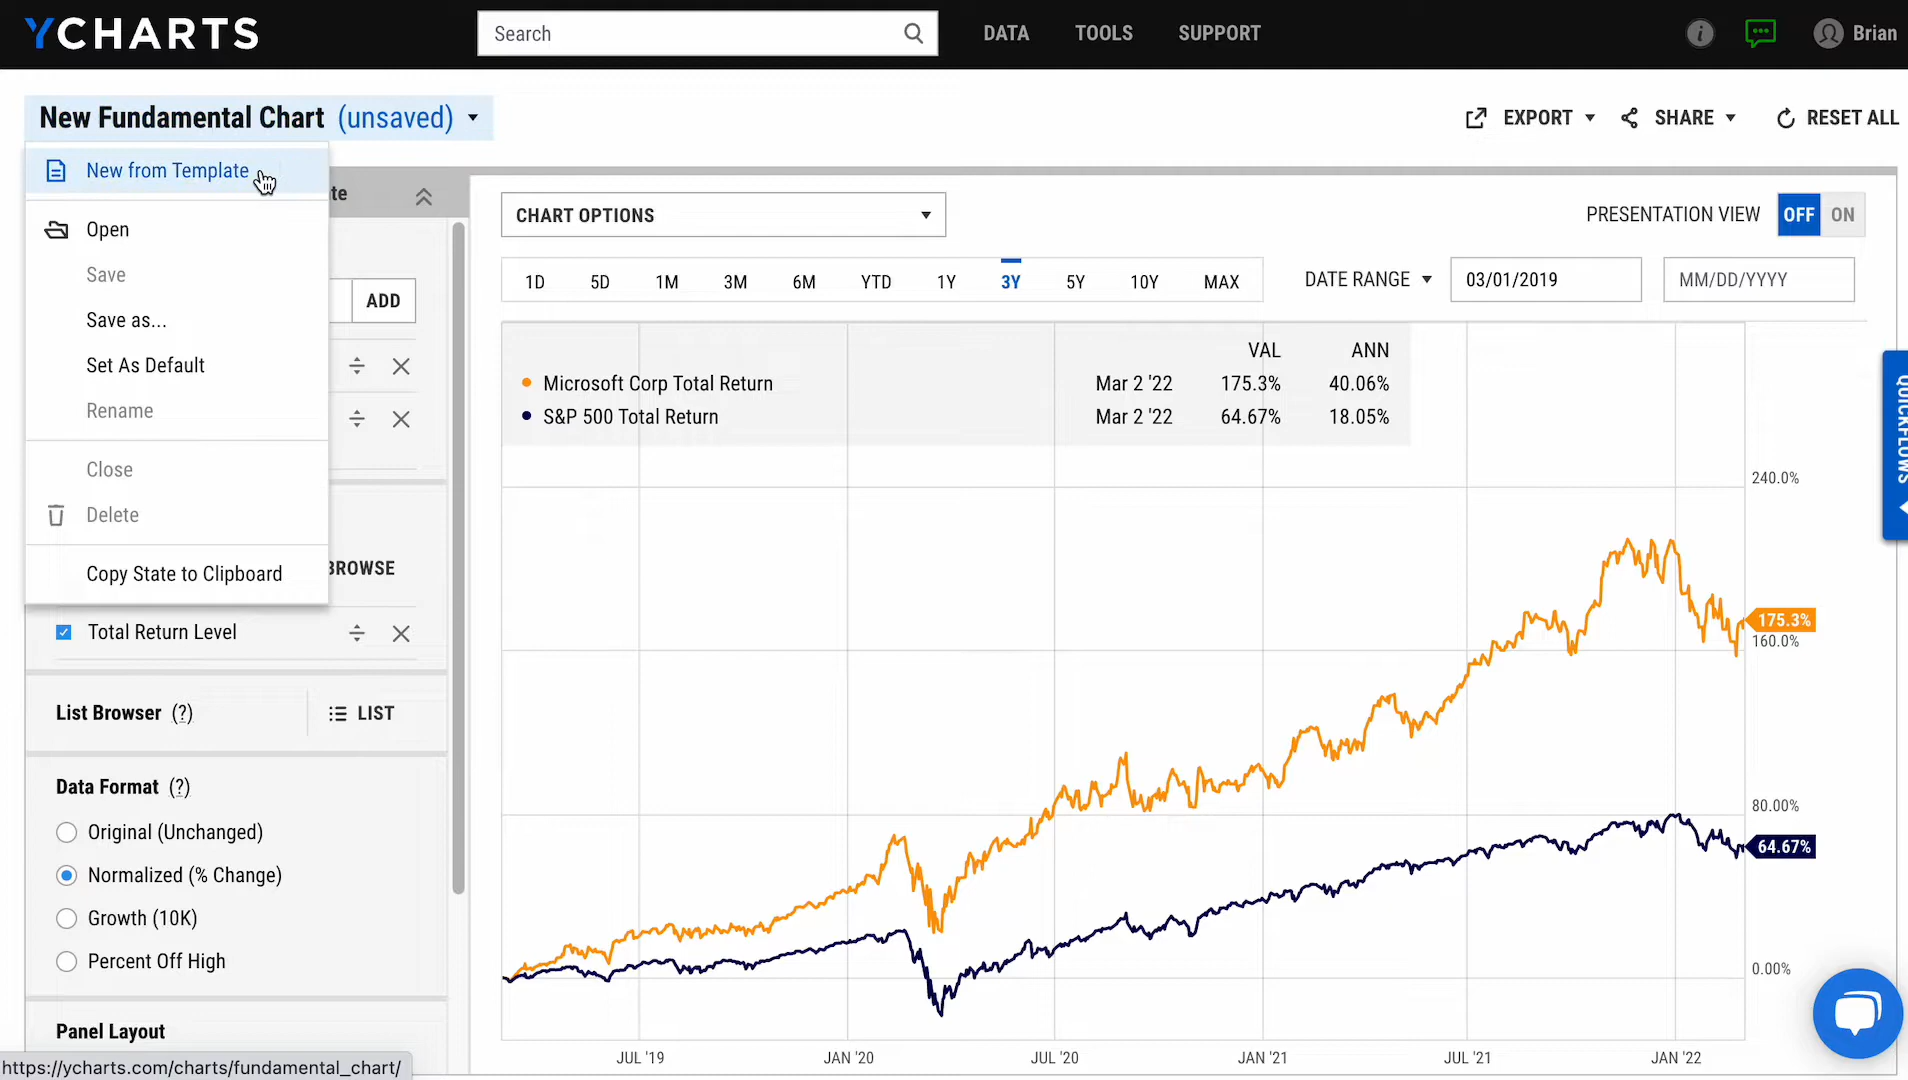 YCHARTS
Search
DATA
TOOLS
SUPPORT
Brian
New Fundamental Chart (unsaved)
EXPORT
SHARE
RESET ALL
New from Template
te
Open
Save
Save as...
Set As Default
Rename
Close
Delete
Copy State to Clipboard
ADD
BROWSE
Total Return Level
List Browser (?)
LIST
Data Format (?)
Original (Unchanged)
Normalized (% Change)
Growth (10K)
Percent Off High
Panel Layout
https://ycharts.com/charts/fundamental_chart/
CHART OPTIONS
PRESENTATION VIEW
OFF
ON
1D 5D 1M 3M 6M YTD 1Y 3Y 5Y 10Y MAX
DATE RANGE
03/01/2019
MM/DD/YYYY
VAL ANN
Microsoft Corp Total Return Mar 2 '22 175.3% 40.06%
S&P 500 Total Return Mar 2 '22 64.67% 18.05%
240.0%
175.3%
160.0%
80.00%
64.67%
0.00%
JUL '19 JAN '20 JUL '20 JAN '21 JUL '21 JAN '22
QUICKFLOWS